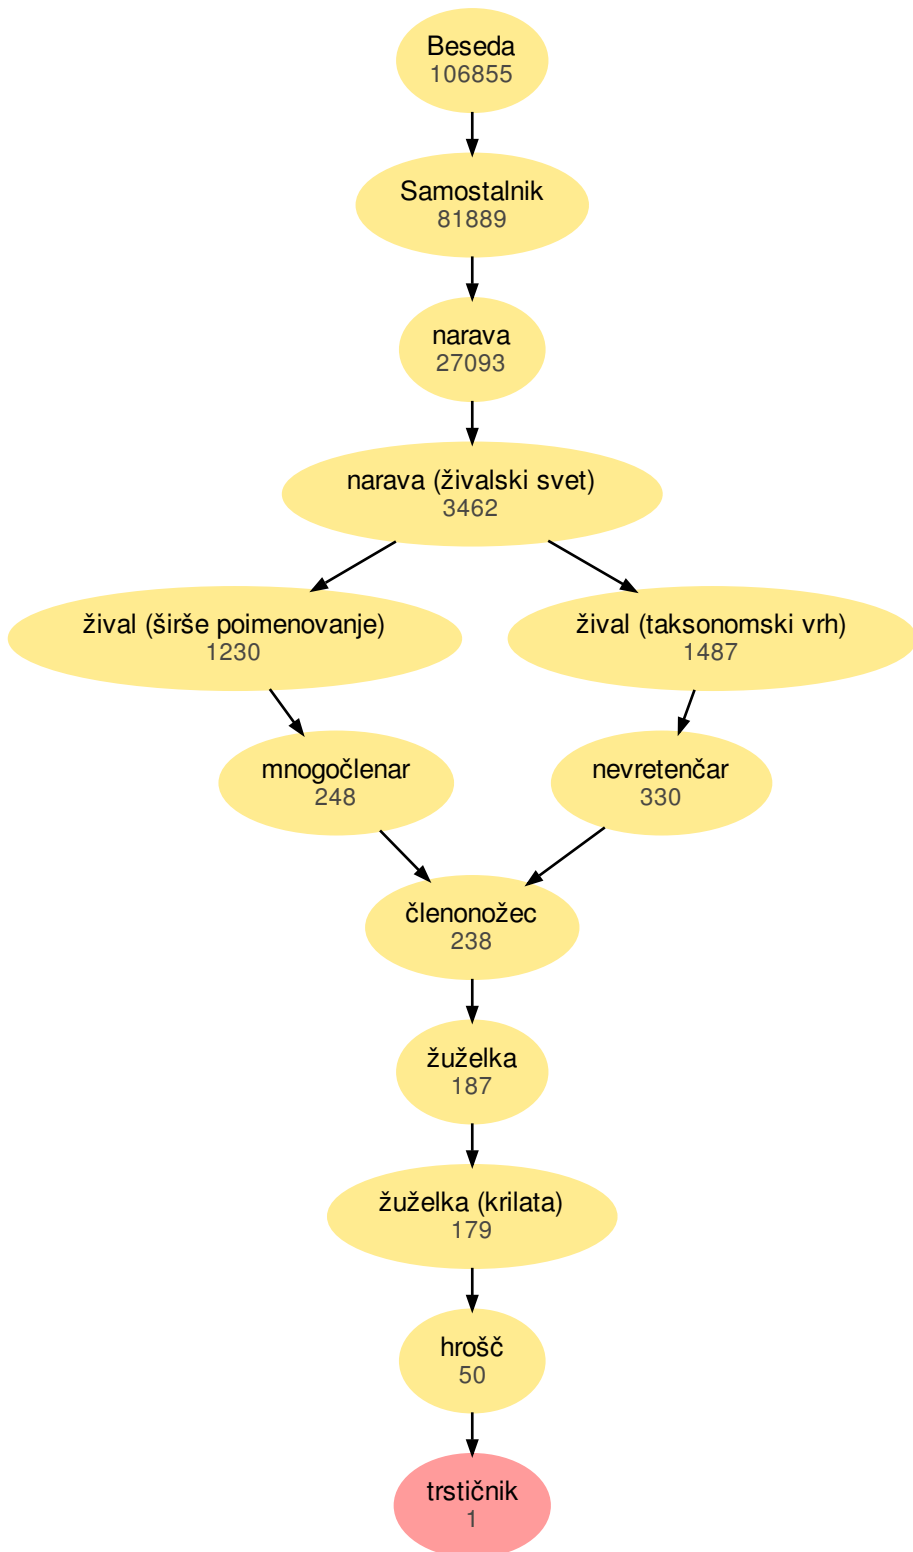 Beseda
106855
Samostalnik
81889
narava
27093
narava (živalski svet)
3462
žival (širše poimenovanje)
1230
žival (taksonomski vrh)
1487
mnogočlenar
248
nevretenčar
330
členonožec
238
žuželka
187
žuželka (krilata)
179
hrošč
50
trstičnik
1